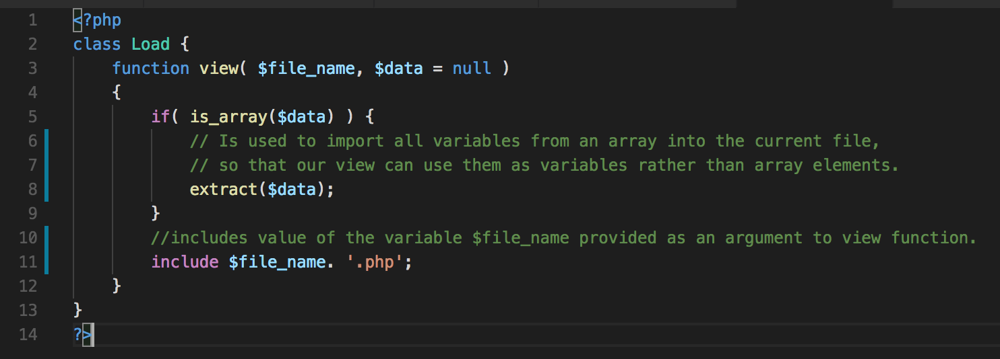 1 <?php
2 class Load {
3 function view( $file_name, $data = null )
4 {
5 if( is_array($data) ) {
6 // Is used to import all variables from an array into the current file,
7 // so that our view can use them as variables rather than array elements.
8 extract($data);
9 }
10 //includes value of the variable $file_name provided as an argument to view function.
11 include $file_name. '.php';
12 }
13 }
14 ?>